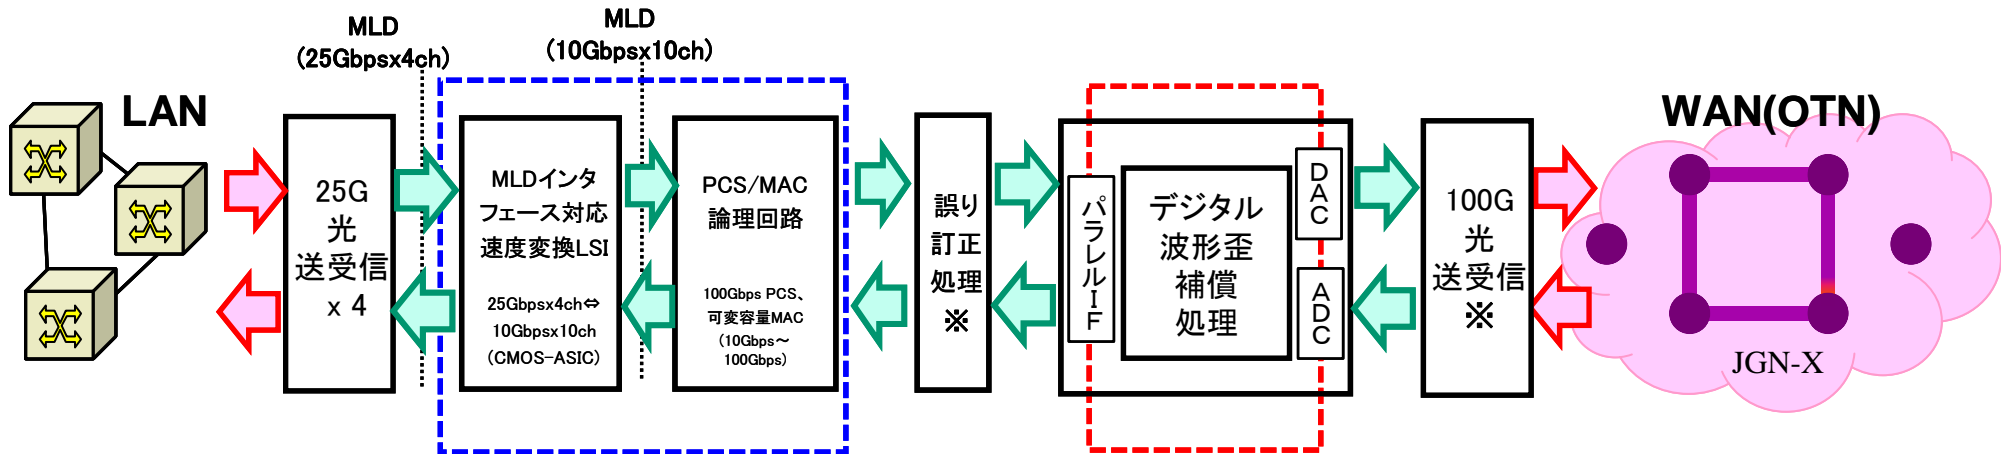 MLD
(25Gbpsx4ch)
MLD
(10Gbpsx10ch)
LAN
25G
光
送受信
x 4
MLDインタ
フェース対応
速度変換LSI
25Gbpsx4ch⇔
10Gbpsx10ch
(CMOS-ASIC)
PCS/MAC
論理回路
100Gbps PCS、
可変容量MAC
(10Gbps～
100Gbps)
誤り
訂正
処理
※
パラレルI-F
デジタル
波形歪
補償
処理
DAC
ADC
100G
光
送受信
※
WAN(OTN)
JGN-X